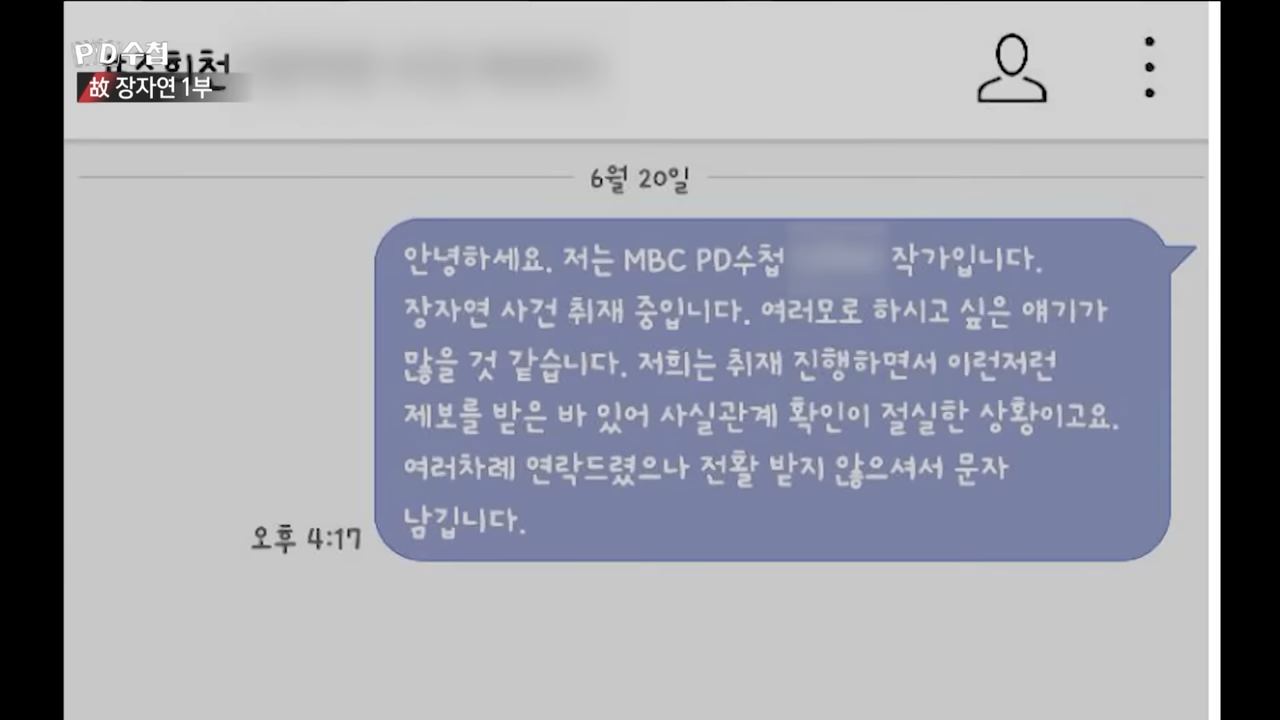 PD수첩
故 장자연 1부
6월 20일
안녕하세요. 저는 MBC PD수첩 작가입니다.
장자연 사건 취재 중입니다. 여러모로 하시고 싶은 얘기가
많을 것 같습니다. 저희는 취재 진행하면서 이런저런
제보를 받은 바 있어 사실관계 확인이 절실한 상황이고요.
여러차례 연락드렸으나 전활 받지 않으셔서 문자
남깁니다.
오후 4:17